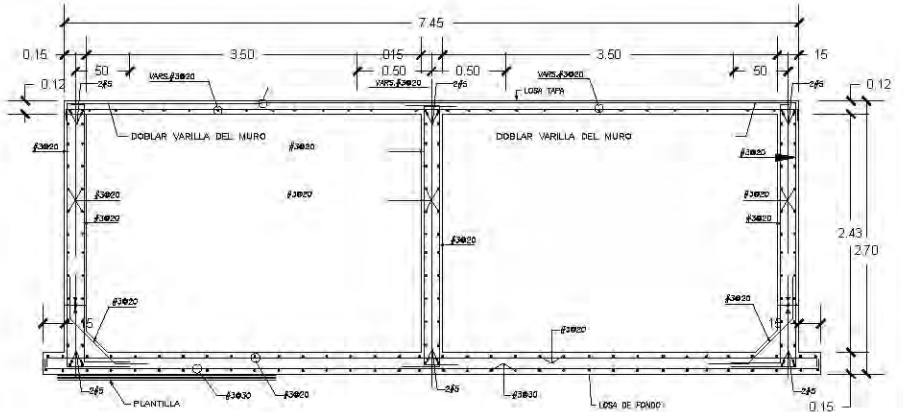 7.45
0.15 3.50 .015 3.50 15
50 0.50 0.50 50
VARS.#3@20 2#5 VARS.#3@20 2#5 VARS.#3@20 2#5
0.12 LOSA TAPA 0.12
DOBLAR VARILLA DEL MURO DOBLAR VARILLA DEL MURO
#3@20 #3@20 #3@20
#3@20 #3@20 #3@20
#3@20 #3@20 #3@20
2.43
2.70
#3@20 #3@20
15 15
#3@20
2#5 #3@30 #3@20 2#5 #3@30 2#5
PLANTILLA LOSA DE FONDO
0.15